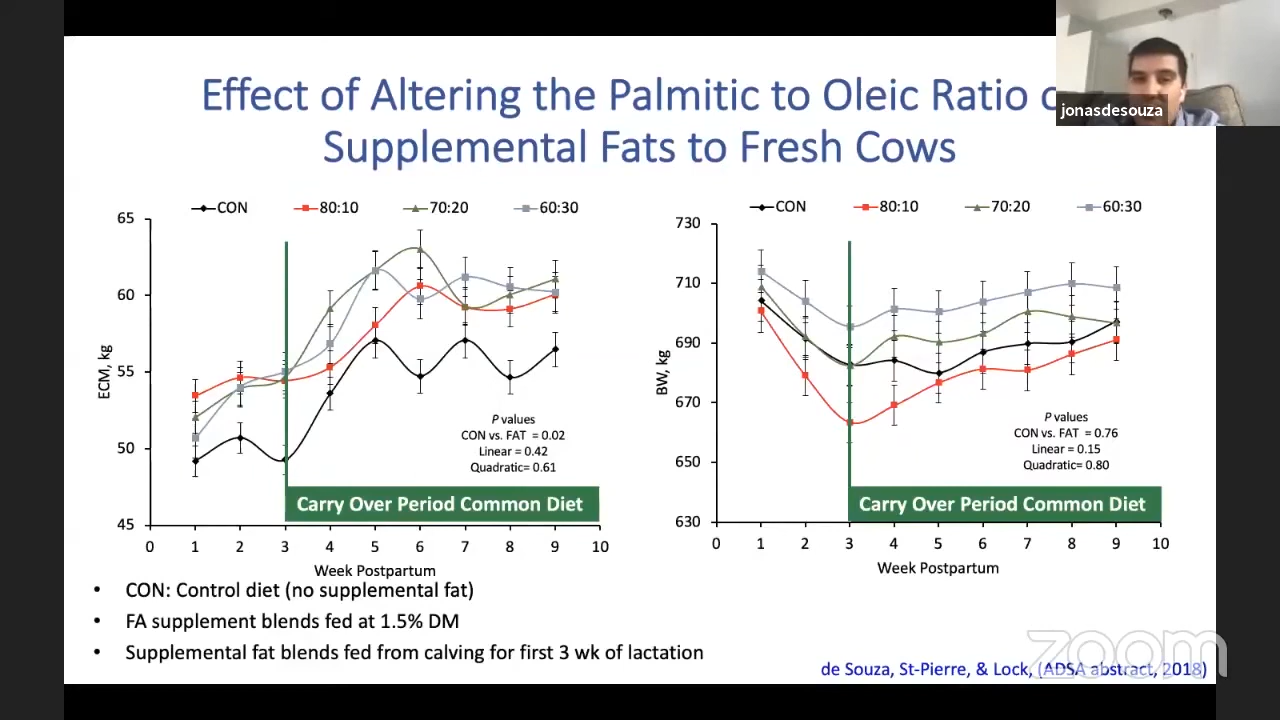 Effect of Altering the Palmitic to Oleic Ratio
jonasdesouza
Supplemental Fats to Fresh Cows
CON 80:10 70:20 60:30
65
60
55
50
45
ECM, kg
P values
CON vs. FAT = 0.02
Linear = 0.42
Quadratic= 0.61
Carry Over Period Common Diet
0 1 2 3 4 5 6 7 8 9 10
Week Postpartum
CON 80:10 70:20 60:30
730
710
690
670
650
630
BW, kg
P values
CON vs. FAT = 0.76
Linear = 0.15
Quadratic= 0.80
Carry Over Period Common Diet
0 1 2 3 4 5 6 7 8 9 10
Week Postpartum
• CON: Control diet (no supplemental fat)
• FA supplement blends fed at 1.5% DM
• Supplemental fat blends fed from calving for first 3 wk of lactation
zoom
de Souza, St-Pierre, & Lock, (ADSA abstract, 2018)